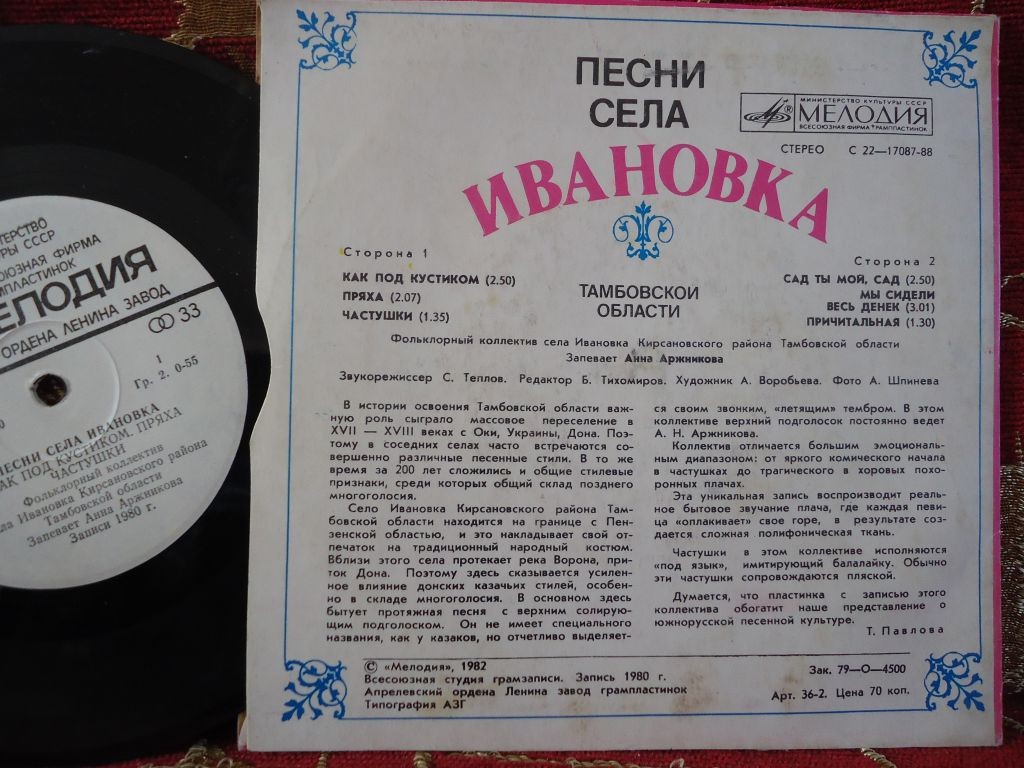 ТЕРСТВО
РЫ СССР
ОЮЗНАЯ ФИРМА
РАМПЛАСТИНОК
ЕЛОДИЯ
ОРДЕНА ЛЕНИНА ЗАВОД
33
1
Гр. 2. 0-55
ПЕСНИ СЕЛА ИВАНОВКА
КАК ПОД КУСТИКОМ. ПРЯХА
ЧАСТУШКИ
Фольклорный коллектив
села Ивановка Кирсановского района
Тамбовской области
Запевает Анна Аржникова
Записи 1980 г.
ПЕСНИ
СЕЛА
ИВАНОВКА
МИНИСТЕРСТВО КУЛЬТУРЫ СССР
МЕЛОДИЯ
ВСЕСОЮЗНАЯ ФИРМА ГРАМПЛАСТИНОК
СТЕРЕО С 22—17087-88
Сторона 1
КАК ПОД КУСТИКОМ (2.50)
ПРЯХА (2.07)
ЧАСТУШКИ (1.35)
ТАМБОВСКОЙ
ОБЛАСТИ
Сторона 2
САД ТЫ МОЙ, САД (2.50)
МЫ СИДЕЛИ
ВЕСЬ ДЕНЕК (3.01)
ПРИЧИТАЛЬНАЯ (1.30)
Фольклорный коллектив села Ивановка Кирсановского района Тамбовской области
Запевает Анна Аржникова
Звукорежиссер С. Теплов. Редактор Б. Тихомиров. Художник А. Воробьева. Фото А. Шпинева
В истории освоения Тамбовской области важ-
ную роль сыграло массовое переселение в
XVII — XVIII веках с Оки, Украины, Дона. Поэ-
тому в соседних селах часто встречаются со-
вершенно различные песенные стили. В то же
время за 200 лет сложились и общие стилевые
признаки, среди которых общий склад позднего
многоголосия.
Село Ивановка Кирсановского района Там-
бовской области находится на границе с Пен-
зенской областью, и это накладывает свой от-
печаток на традиционный народный костюм.
Вблизи этого села протекает река Ворона, при-
ток Дона. Поэтому здесь сказывается усилен-
ное влияние донских казачьих стилей, особен-
но в складе многоголосия. В основном здесь
бытует протяжная песня с верхним солирую-
щим подголоском. Он не имеет специального
названия, как у казаков, но отчетливо выделяет-
ся своим звонким, «летящим» тембром. В этом
коллективе верхний подголосок постоянно ведет
А. Н. Аржникова.
Коллектив отличается большим эмоциональ-
ным диапазоном: от яркого комического начала
в частушках до трагического в хоровых похо-
ронных плачах.
Эта уникальная запись воспроизводит реаль-
ное бытовое звучание плача, где каждая певи-
ца «оплакивает» свое горе, в результате соз-
дается сложная полифоническая ткань.
Частушки в этом коллективе исполняются
«под язык», имитирующий балалайку. Обычно
эти частушки сопровождаются пляской.
Думается, что пластинка с записью этого
коллектива обогатит наше представление о
южнорусской песенной культуре.
Т. Павлова
© «Мелодия», 1982
Всесоюзная студия грамзаписи. Запись 1980 г.
Апрелевский ордена Ленина завод грампластинок
Типография АЗГ
Зак. 79—О—4500
Арт. 36-2. Цена 70 коп.